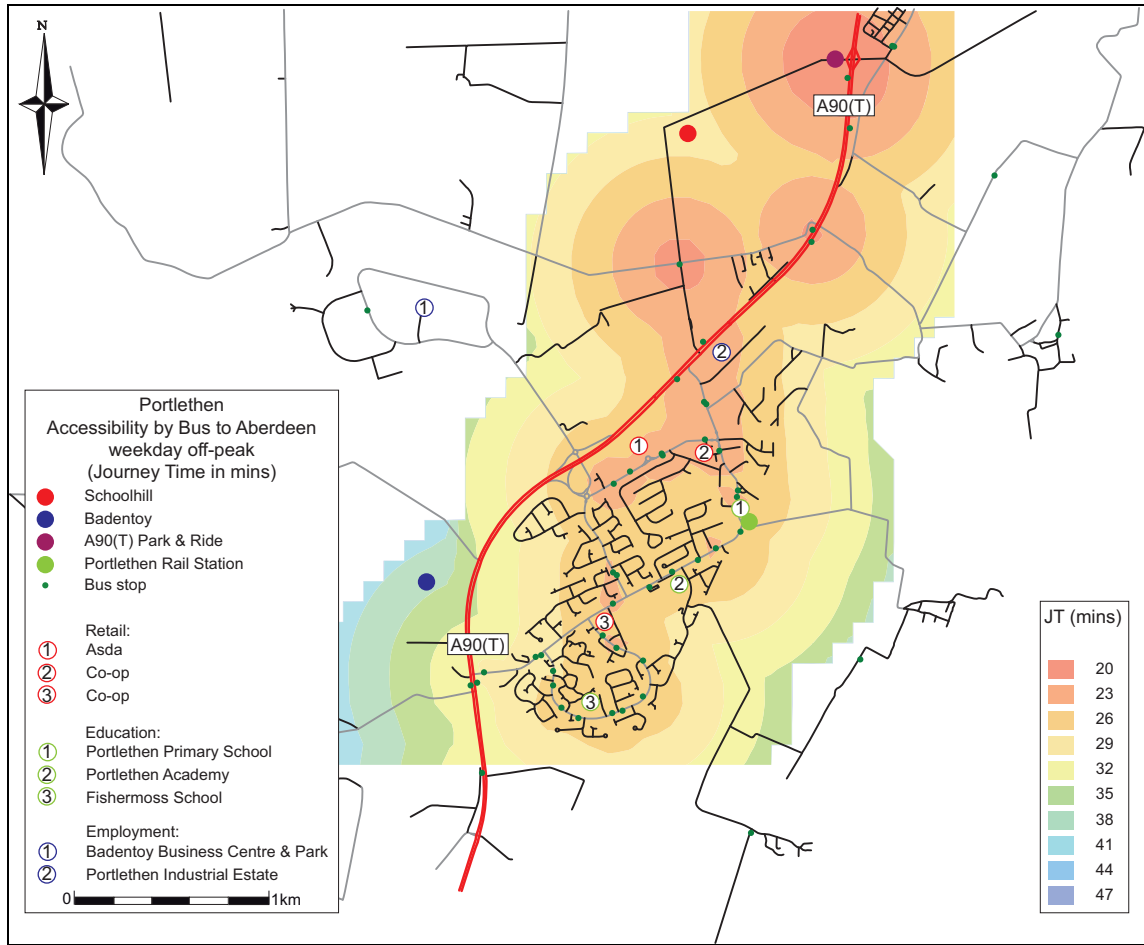 N
A90(T)
1
2
1
2
1
2
3
A90(T)
3
Portlethen
Accessibility by Bus to Aberdeen
weekday off-peak
(Journey Time in mins)
Schoolhill
Badentoy
A90(T) Park & Ride
Portlethen Rail Station
Bus stop
Retail:
1 Asda
2 Co-op
3 Co-op
Education:
1 Portlethen Primary School
2 Portlethen Academy
3 Fishermoss School
Employment:
1 Badentoy Business Centre & Park
2 Portlethen Industrial Estate
0 1km
JT (mins)
20
23
26
29
32
35
38
41
44
47